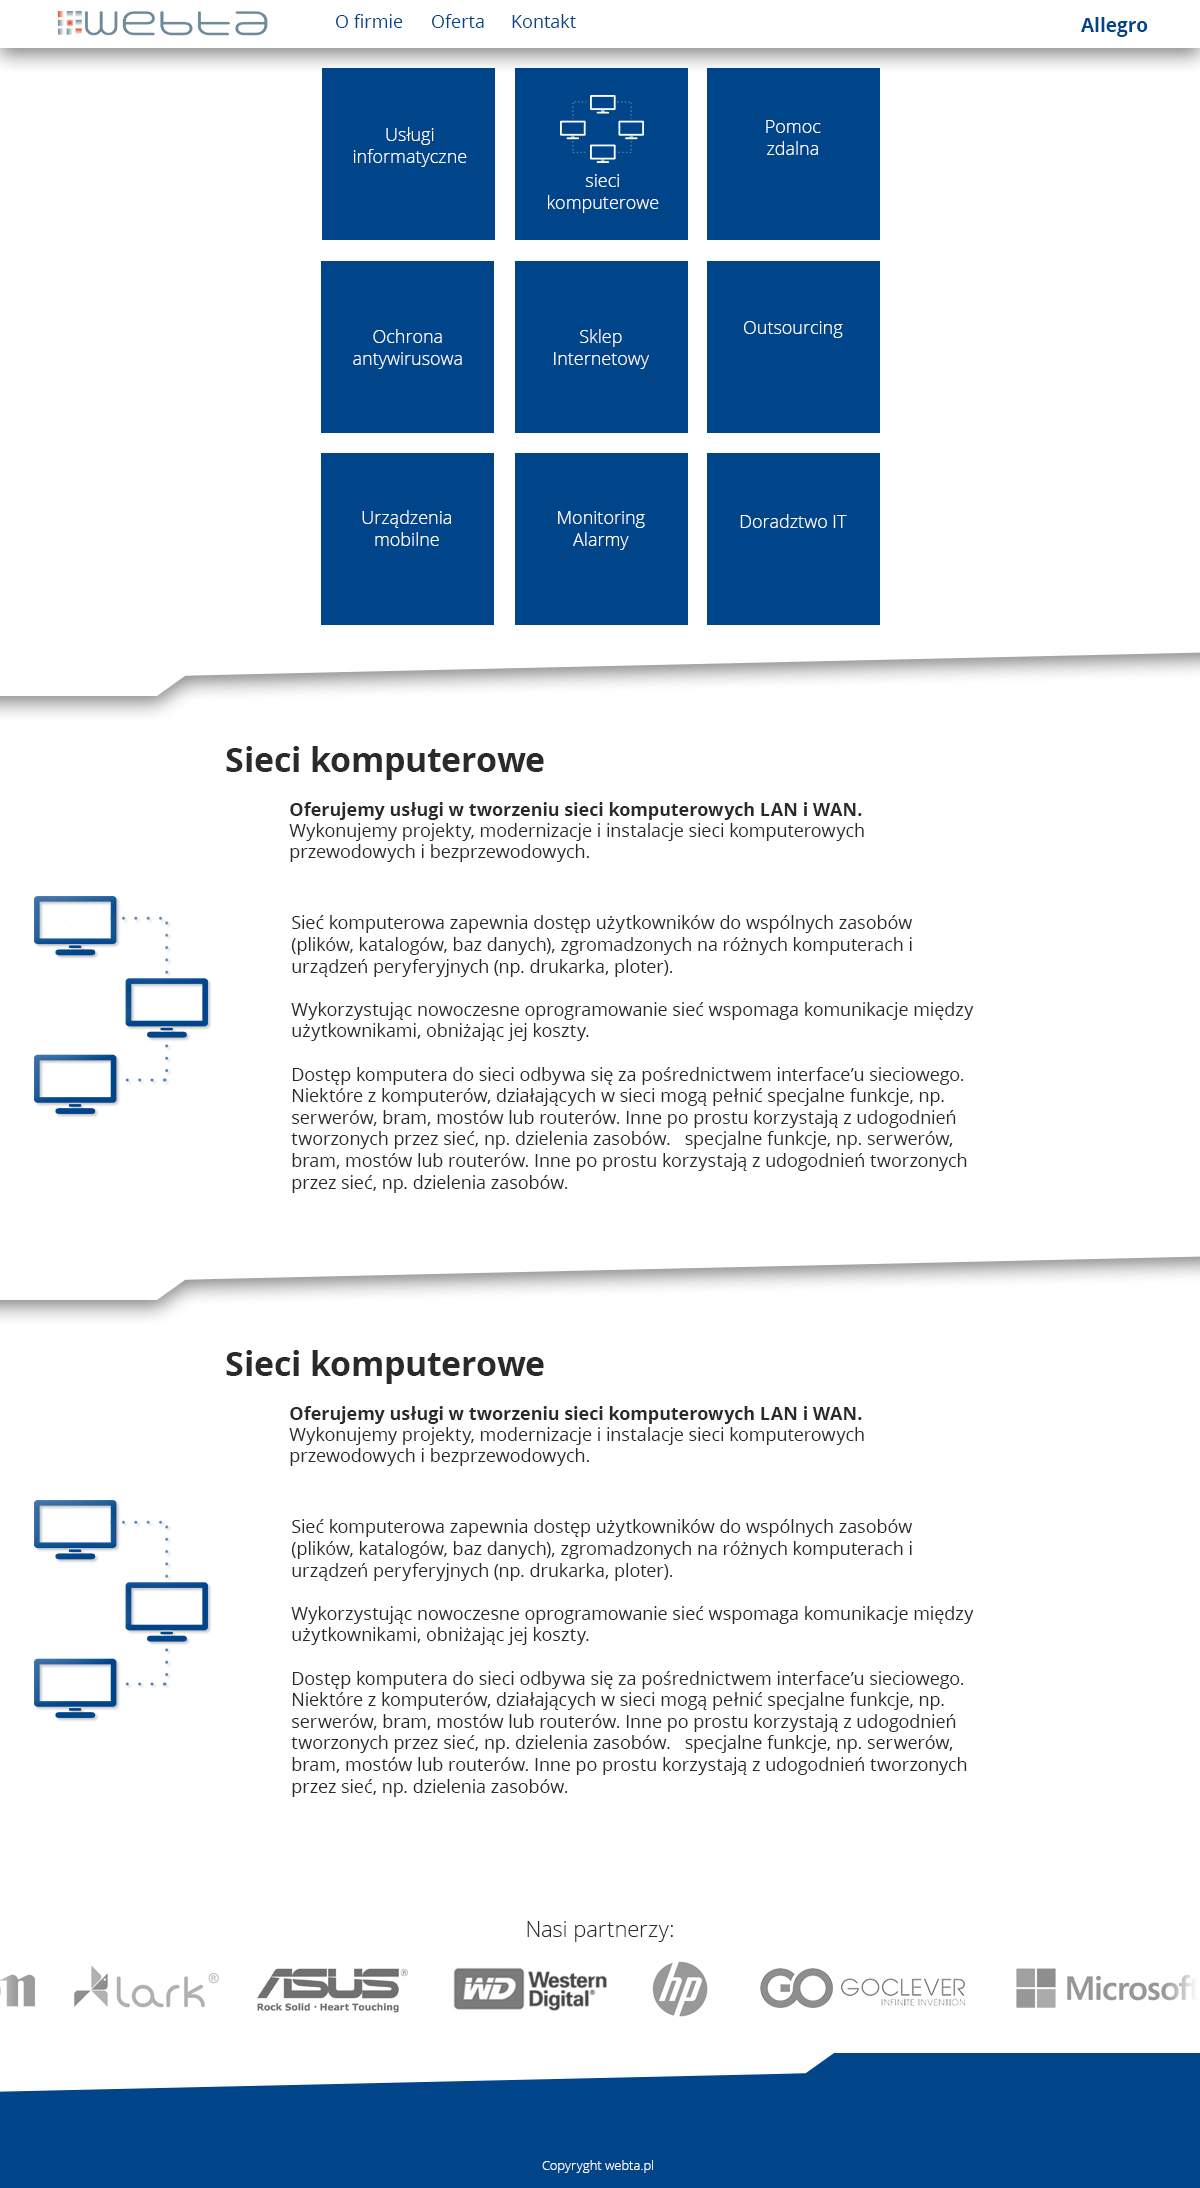 webta
O firmie Oferta Kontakt
Allegro
Usługi
informatyczne
sieci
komputerowe
Pomoc
zdalna
Ochrona
antywirusowa
Sklep
Internetowy
Outsourcing
Urządzenia
mobilne
Monitoring
Alarmy
Doradztwo IT
Sieci komputerowe
Oferujemy usługi w tworzeniu sieci komputerowych LAN i WAN.
Wykonujemy projekty, modernizacje i instalacje sieci komputerowych
przewodowych i bezprzewodowych.
Sieć komputerowa zapewnia dostęp użytkowników do wspólnych zasobów
(plików, katalogów, baz danych), zgromadzonych na różnych komputerach i
urządzeń peryferyjnych (np. drukarka, ploter).
Wykorzystując nowoczesne oprogramowanie sieć wspomaga komunikacje między
użytkownikami, obniżając jej koszty.
Dostęp komputera do sieci odbywa się za pośrednictwem interface’u sieciowego.
Niektóre z komputerów, działających w sieci mogą pełnić specjalne funkcje, np.
serwerów, bram, mostów lub routerów. Inne po prostu korzystają z udogodnień
tworzonych przez sieć, np. dzielenia zasobów.   specjalne funkcje, np. serwerów,
bram, mostów lub routerów. Inne po prostu korzystają z udogodnień tworzonych
przez sieć, np. dzielenia zasobów.
Sieci komputerowe
Oferujemy usługi w tworzeniu sieci komputerowych LAN i WAN.
Wykonujemy projekty, modernizacje i instalacje sieci komputerowych
przewodowych i bezprzewodowych.
Sieć komputerowa zapewnia dostęp użytkowników do wspólnych zasobów
(plików, katalogów, baz danych), zgromadzonych na różnych komputerach i
urządzeń peryferyjnych (np. drukarka, ploter).
Wykorzystując nowoczesne oprogramowanie sieć wspomaga komunikacje między
użytkownikami, obniżając jej koszty.
Dostęp komputera do sieci odbywa się za pośrednictwem interface’u sieciowego.
Niektóre z komputerów, działających w sieci mogą pełnić specjalne funkcje, np.
serwerów, bram, mostów lub routerów. Inne po prostu korzystają z udogodnień
tworzonych przez sieć, np. dzielenia zasobów.   specjalne funkcje, np. serwerów,
bram, mostów lub routerów. Inne po prostu korzystają z udogodnień tworzonych
przez sieć, np. dzielenia zasobów.
Nasi partnerzy:
lark®
ASUS®
Rock Solid · Heart Touching
WD Western
Digital®
hp
GO GOCLEVER
INFINITE INVENTION
Microsoft
Copyryght webta.pl